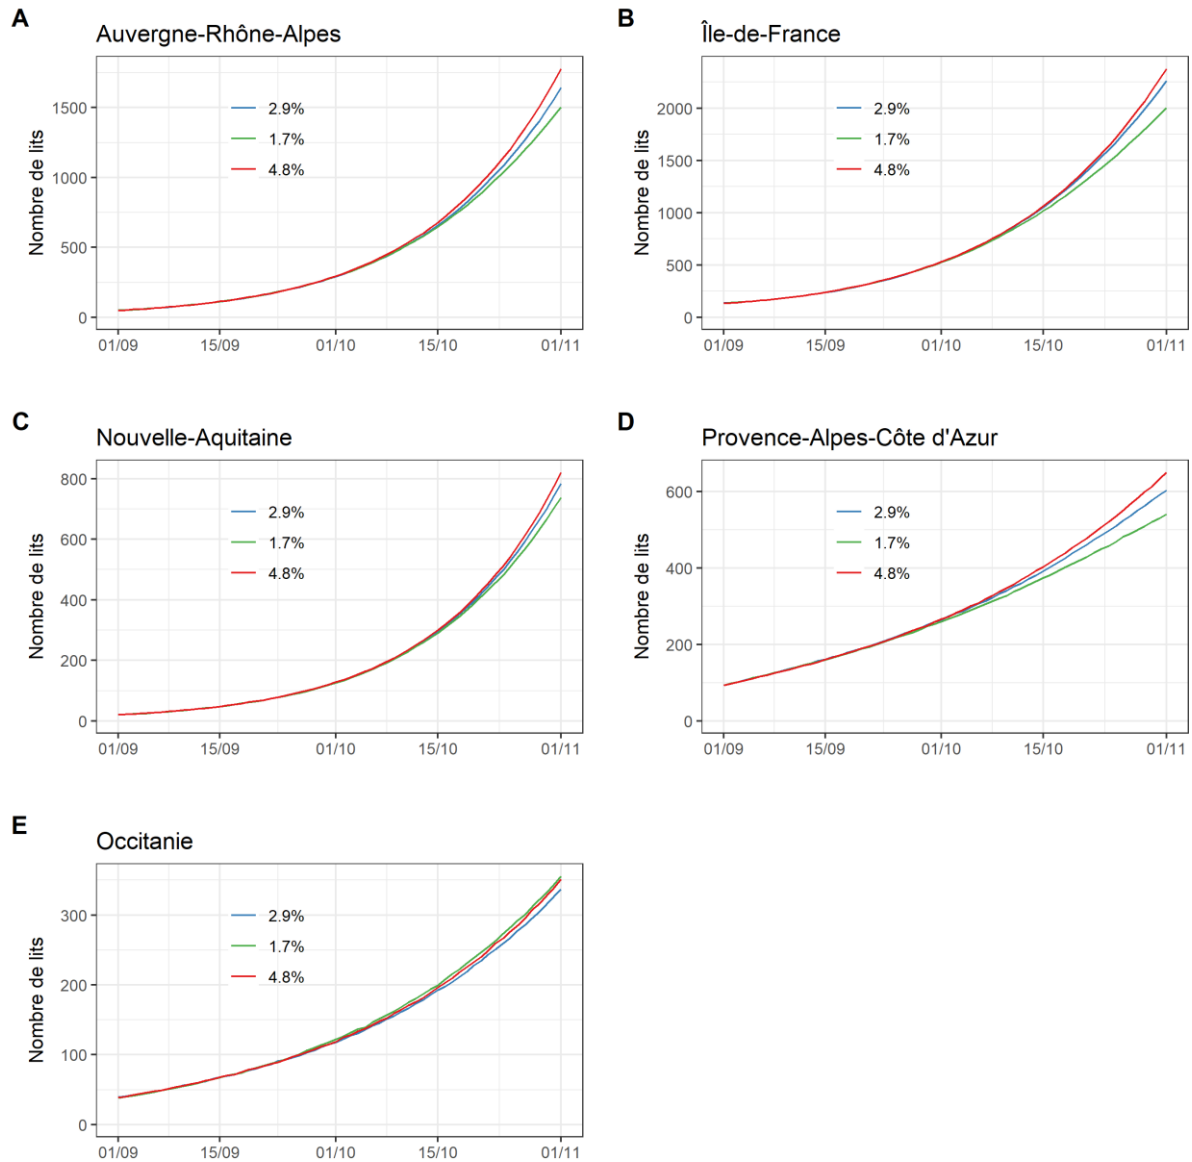 A
Auvergne-Rhône-Alpes
Nombre de lits
1500
1000
500
0
2.9%
1.7%
4.8%
01/09 15/09 01/10 15/10 01/11
B
Île-de-France
Nombre de lits
2000
1500
1000
500
0
2.9%
1.7%
4.8%
01/09 15/09 01/10 15/10 01/11
C
Nouvelle-Aquitaine
Nombre de lits
800
600
400
200
0
2.9%
1.7%
4.8%
01/09 15/09 01/10 15/10 01/11
D
Provence-Alpes-Côte d'Azur
Nombre de lits
600
400
200
0
2.9%
1.7%
4.8%
01/09 15/09 01/10 15/10 01/11
E
Occitanie
Nombre de lits
300
200
100
0
2.9%
1.7%
4.8%
01/09 15/09 01/10 15/10 01/11